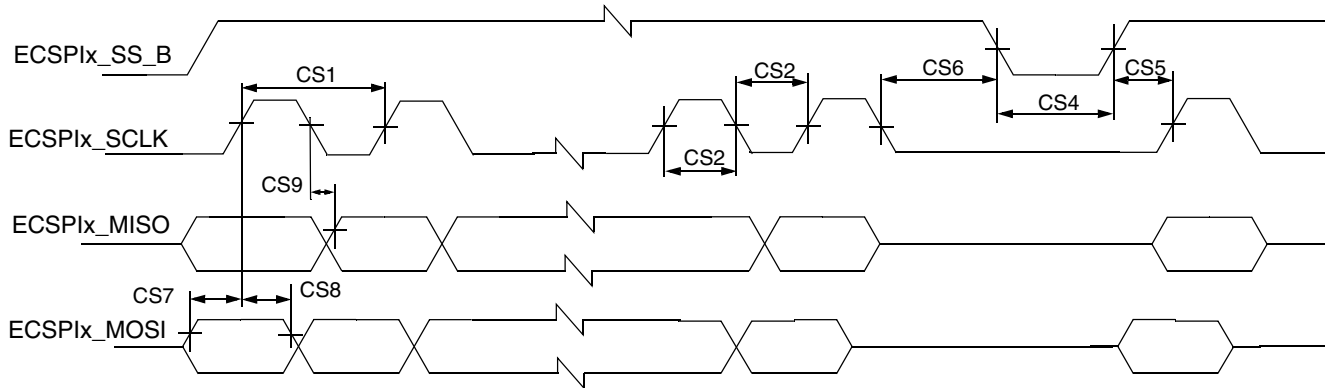 ECSPIx_SS_B
CS1
CS2
CS6
CS5
CS4
ECSPIx_SCLK
CS2
CS9
ECSPIx_MISO
CS7
CS8
ECSPIx_MOSI